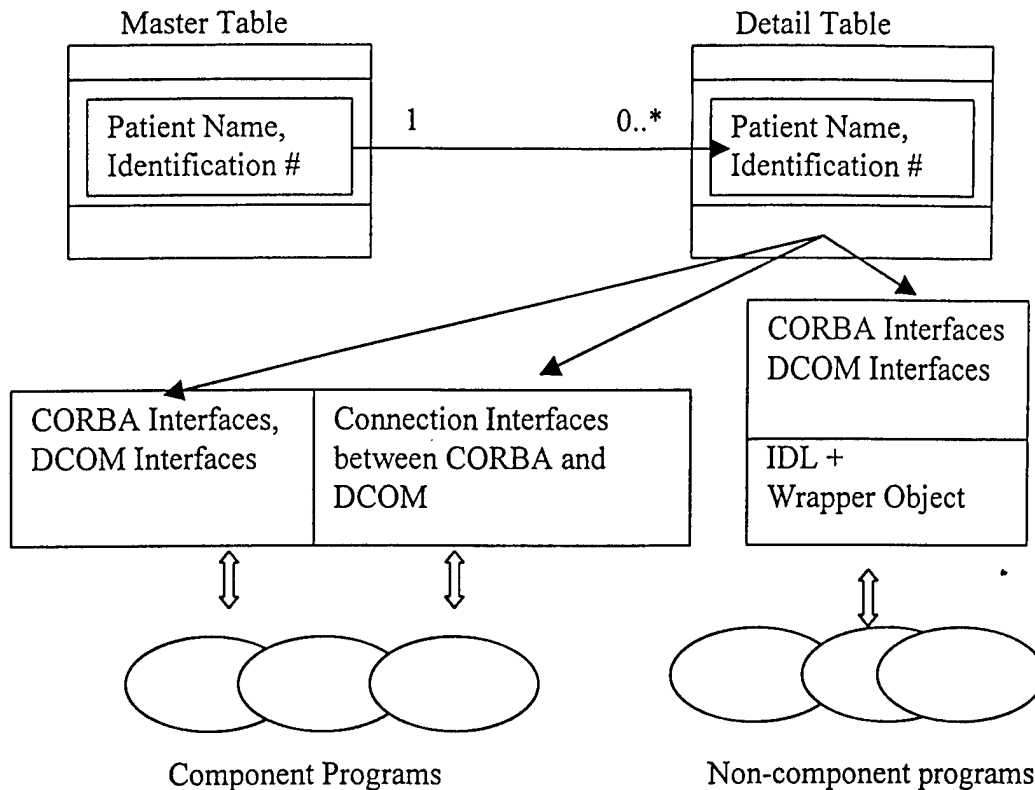 Master Table
Detail Table
Patient Name,
Identification #
1
0..*
Patient Name,
Identification #
CORBA Interfaces
DCOM Interfaces
CORBA Interfaces,
DCOM Interfaces
Connection Interfaces
between CORBA and
DCOM
IDL +
Wrapper Object
Component Programs
Non-component programs